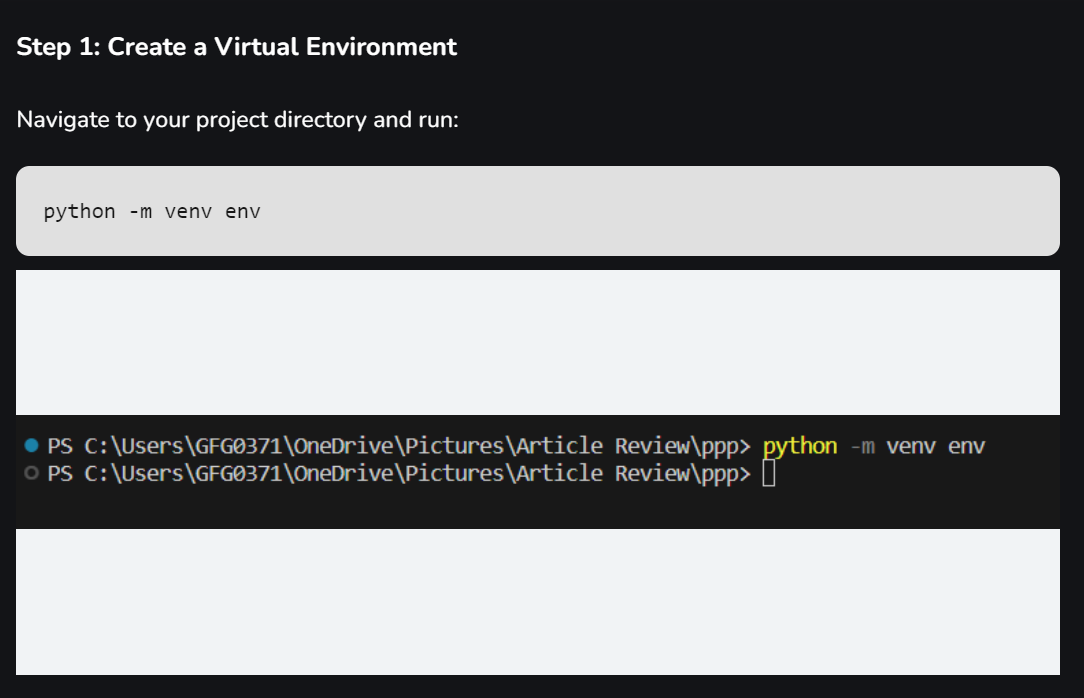 Step 1: Create a Virtual Environment
Navigate to your project directory and run:
python -m venv env
PS C:\Users\GFG0371\OneDrive\Pictures\Article Review\ppp> python -m venv env
PS C:\Users\GFG0371\OneDrive\Pictures\Article Review\ppp>